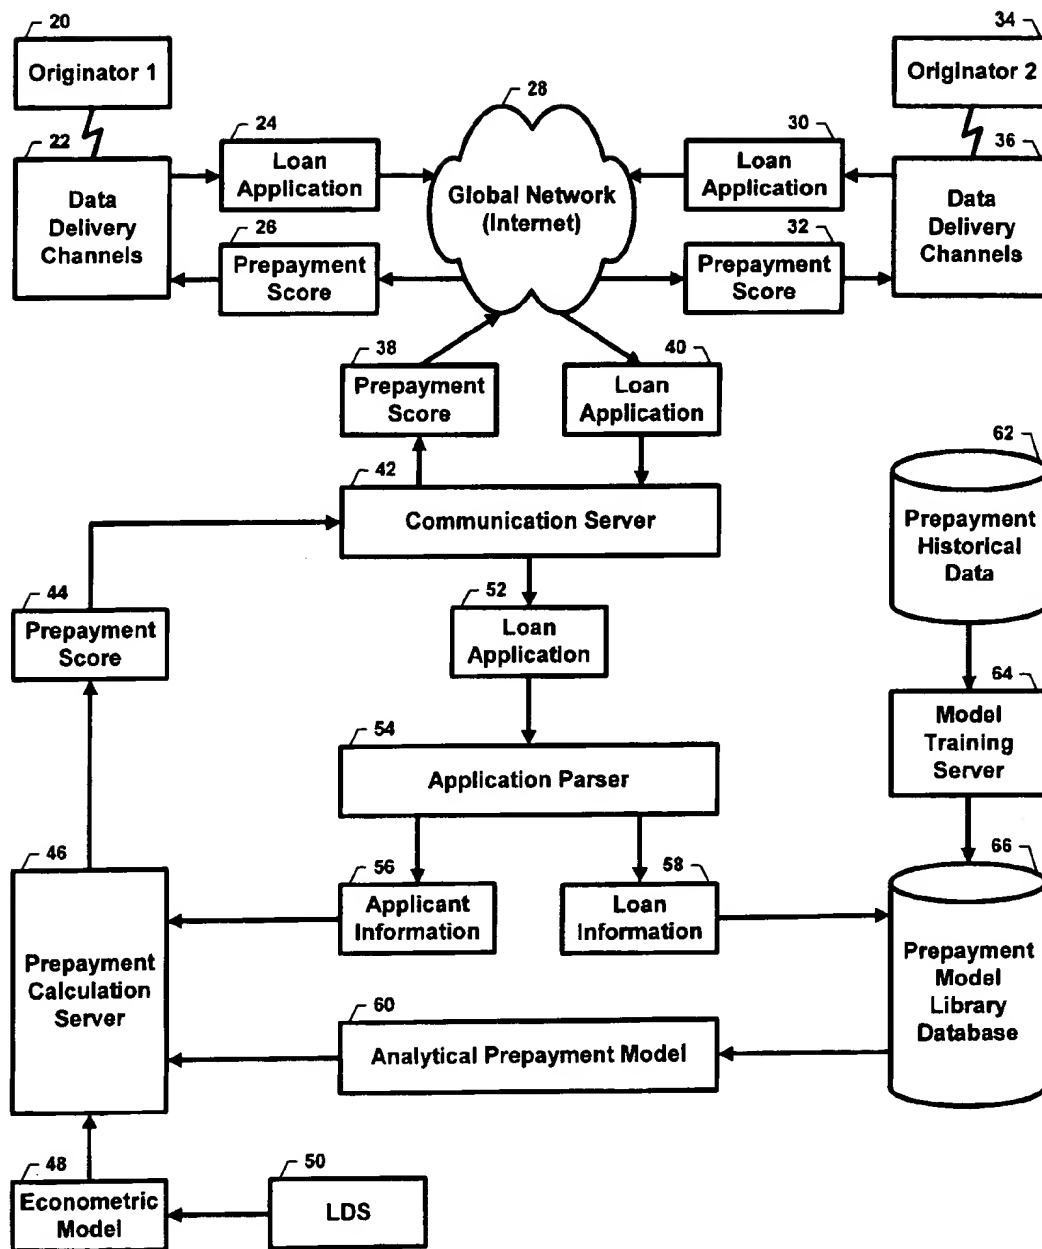 20
Originator 1
34
Originator 2
28
Global Network
(Internet)
22
Data
Delivery
Channels
24
Loan
Application
30
Loan
Application
36
Data
Delivery
Channels
26
Prepayment
Score
32
Prepayment
Score
38
Prepayment
Score
40
Loan
Application
42
Communication Server
62
Prepayment
Historical
Data
44
Prepayment
Score
52
Loan
Application
64
Model
Training
Server
54
Application Parser
46
Prepayment
Calculation
Server
56
Applicant
Information
58
Loan
Information
66
Prepayment
Model
Library
Database
60
Analytical Prepayment Model
48
Econometric
Model
50
LDS